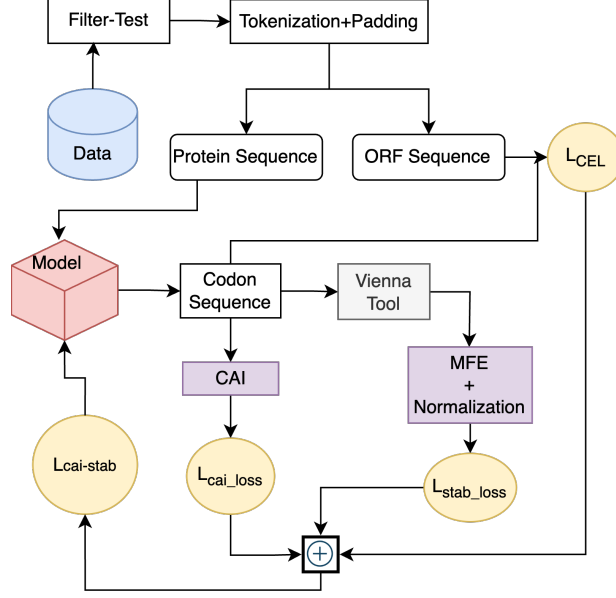 Filter-Test
Tokenization+Padding
Data
Protein Sequence
ORF Sequence
LCEL
Model
Codon
Sequence
Vienna
Tool
CAI
MFE
+
Normalization
Lcai-stab
Lcai_loss
Lstab_loss
+